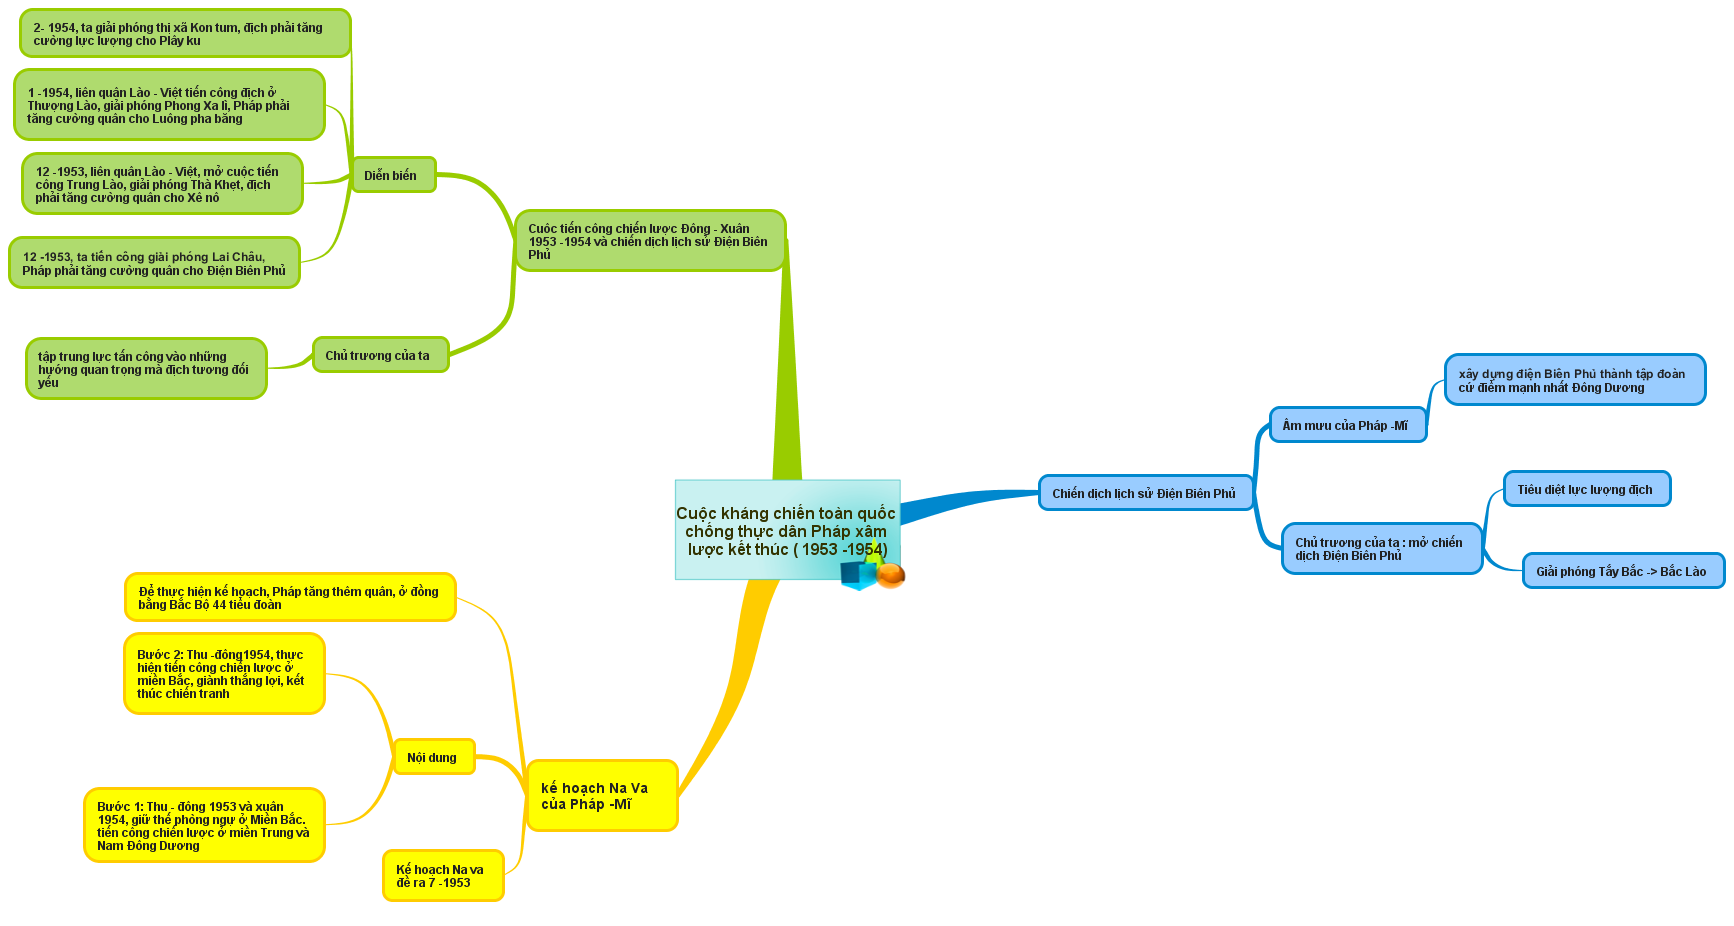 2- 1954, ta giải phóng thi xã Kon tum, địch phải tăng
cường lực lượng cho Plây ku
1 -1954, liên quân Lào - Việt tiến công địch ở
Thượng Lào, giải phóng Phong Xa lì, Pháp phải
tăng cường quân cho Luông pha băng
12 -1953, liên quân Lào - Việt, mở cuộc tiến
công Trung Lào, giải phóng Thà Khẹt, địch
phải tăng cường quân cho Xê nô
12 -1953, ta tiến công giải phóng Lai Châu,
Pháp phải tăng cường quân cho Điện Biên Phủ
Diễn biến
Cuôc tiến công chiến lược Đông - Xuân
1953 -1954 và chiến dịch lịch sử Điện Biên
Phủ
Chủ trương của ta
tập trung lực tấn công vào những
hướng quan trọng mà địch tương đối
yếu
Cuộc kháng chiến toàn quốc
chống thực dân Pháp xâm
lược kết thúc ( 1953 -1954)
Chiến dịch lịch sử Điện Biên Phủ
Âm mưu của Pháp -Mĩ
xây dựng điện Biên Phủ thành tập đoàn
cứ điểm mạnh nhất Đông Dương
Chủ trương của ta : mở chiến
dịch Điện Biên Phủ
Tiêu diệt lực lượng địch
Giải phóng Tây Bắc -> Bắc Lào
Để thực hiện kế hoạch, Pháp tăng thêm quân, ở đồng
bằng Bắc Bộ 44 tiểu đoàn
Bước 2: Thu -đông1954, thực
hiện tiến công chiến lược ở
miền Bắc, giành thắng lợi, kết
thúc chiến tranh
Nội dung
Bước 1: Thu - đông 1953 và xuân
1954, giữ thế phòng ngự ở Miền Bắc.
tiến công chiến lược ở miền Trung và
Nam Đông Dương
kế hoạch Na Va
của Pháp -Mĩ
Kế hoach Na va
đề ra 7 -1953